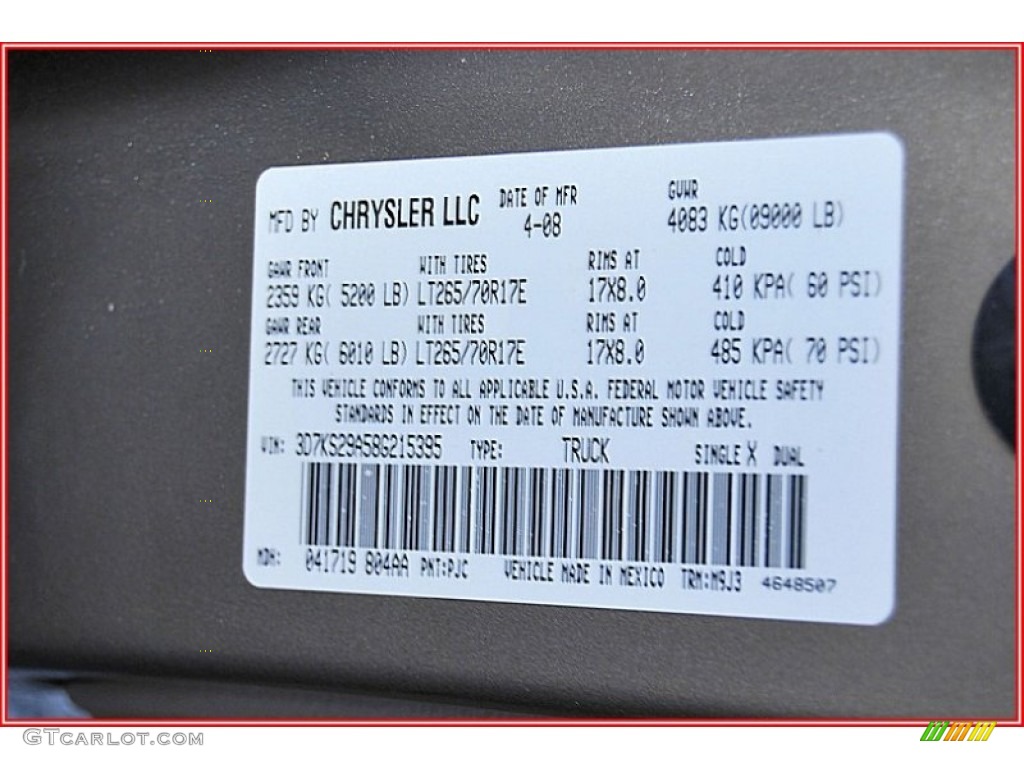 MFD BY CHRYSLER LLC DATE OF MFR 4-08 GVWR 4083 KG(09000 LB)
GAWR FRONT WITH TIRES RIMS AT COLD
2359 KG( 5200 LB) LT265/70R17E 17X8.0 410 KPA( 60 PSI)
GAWR REAR WITH TIRES RIMS AT COLD
2727 KG( 6010 LB) LT265/70R17E 17X8.0 485 KPA( 70 PSI)
THIS VEHICLE CONFORMS TO ALL APPLICABLE U.S.A. FEDERAL MOTOR VEHICLE SAFETY
STANDARDS IN EFFECT ON THE DATE OF MANUFACTURE SHOWN ABOVE.
VIN: 3D7KS29A58G215395 TYPE: TRUCK SINGLE X DUAL
MDH: 041719 804AA PNT:PJC VEHICLE MADE IN MEXICO TRM:M9J3 4648507
GTCARLOT.COM